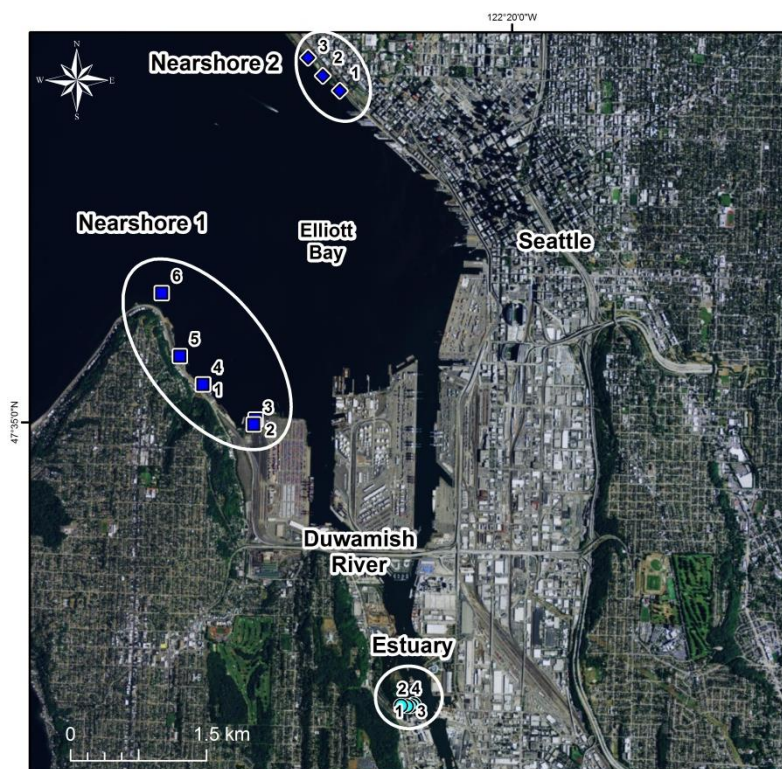 122°20'0"W
Nearshore 2
3
2
1
N
W E
S
Nearshore 1
Elliott
Bay
Seattle
6
5
4
1
3
2
47°35'0"N
Duwamish
River
Estuary
2 4
1 3
0 1.5 km